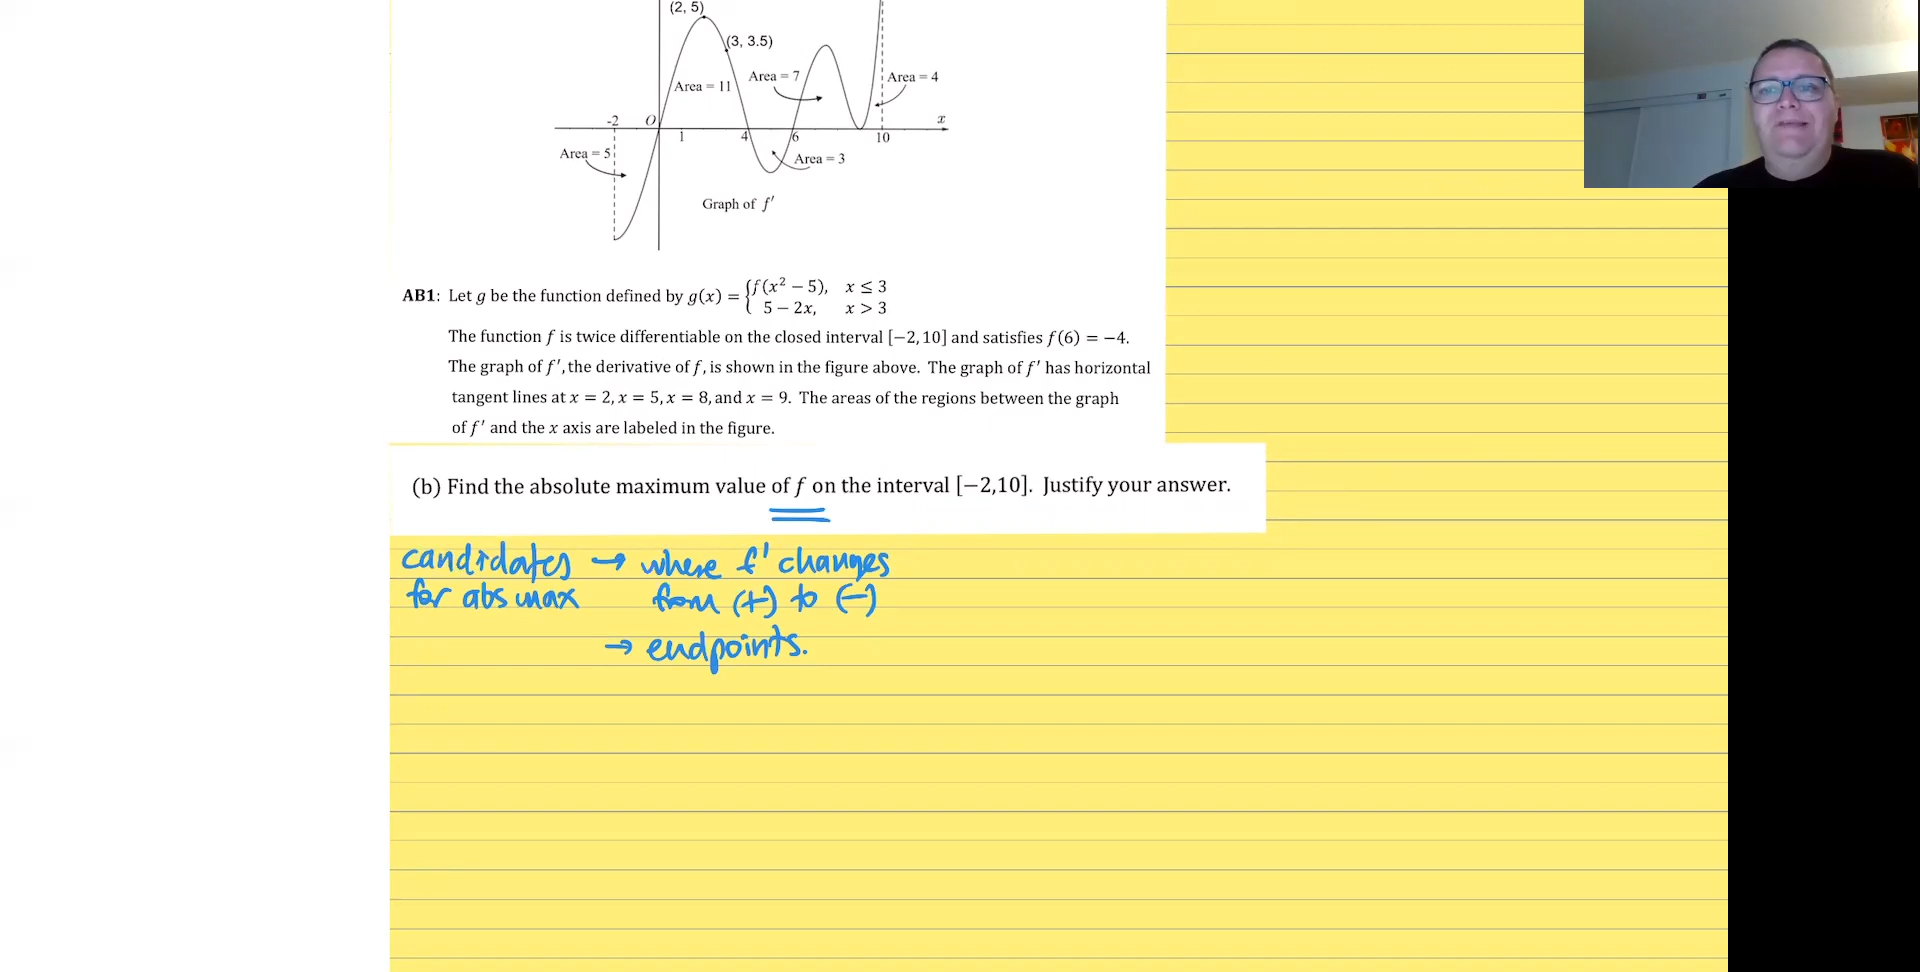 (2, 5)
(3, 3.5)
Area = 7
Area = 4
Area = 11
-2
O
x
1
4
6
10
Area = 5
Area = 3
Graph of f′
AB1: Let g be the function defined by g(x) = { f(x² − 5), x ≤ 3
5 − 2x, x > 3
The function f is twice differentiable on the closed interval [−2, 10] and satisfies f(6) = −4.
The graph of f′, the derivative of f, is shown in the figure above. The graph of f′ has horizontal
tangent lines at x = 2, x = 5, x = 8, and x = 9. The areas of the regions between the graph
of f′ and the x axis are labeled in the figure.
(b) Find the absolute maximum value of f on the interval [−2,10]. Justify your answer.
candidates → where f' changes
for abs max from (+) to (−)
→ endpoints.